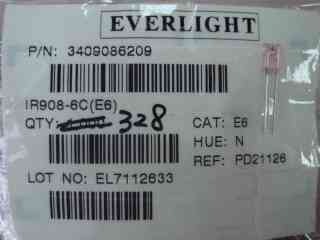 EVERLIGHT
P/N: 3409086209
IR908-6C(E6)
QTY: 328
CAT: E6
HUE: N
REF: PD21126
LOT NO: EL7112633